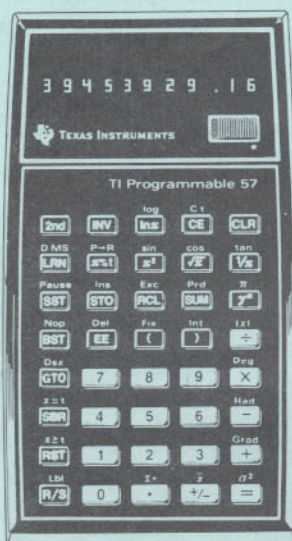 39453929.16
TEXAS INSTRUMENTS
TI Programmable 57
log C t
2nd INV lnx CE CLR
D.MS P→R sin cos tan
LRN x⇄t x² √x 1/x
Pause Ins Exc Prd π
SST STO RCL SUM yˣ
Nop Del Fix Int |x|
BST EE ( ) ÷
Dsz Deg
GTO 7 8 9 ×
x=t Rad
SBR 4 5 6 −
x≥t Grad
RST 1 2 3 +
Lbl Σ+ x̄ σ²
R/S 0 . +/− =